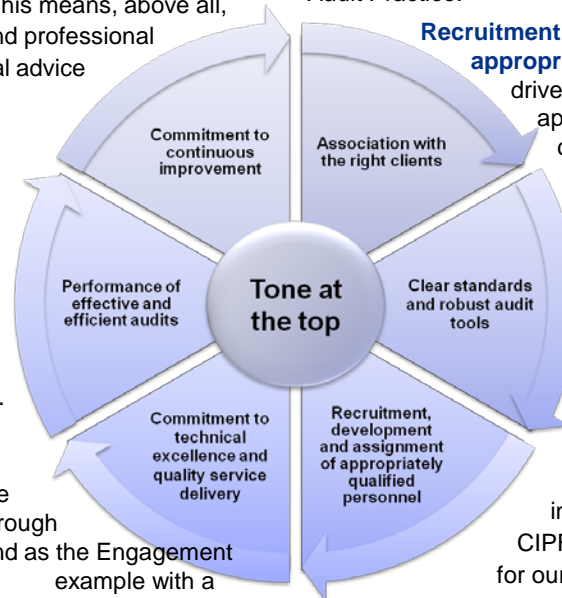 his means, above all,
nd professional
al advice
Audit Practice.
Recruitment
appropr
drive
ap
Commitment to
continuous
improvement
Association with
the right clients
Performance of
effective and
efficient audits
Tone at
the top
Clear standards
and robust audit
tools
Commitment to
technical
excellence and
quality service
delivery
Recruitment,
development
and assignment
of appropriately
qualified
personnel
rough
nd as the Engagement
example with a
in
CIPF
for our